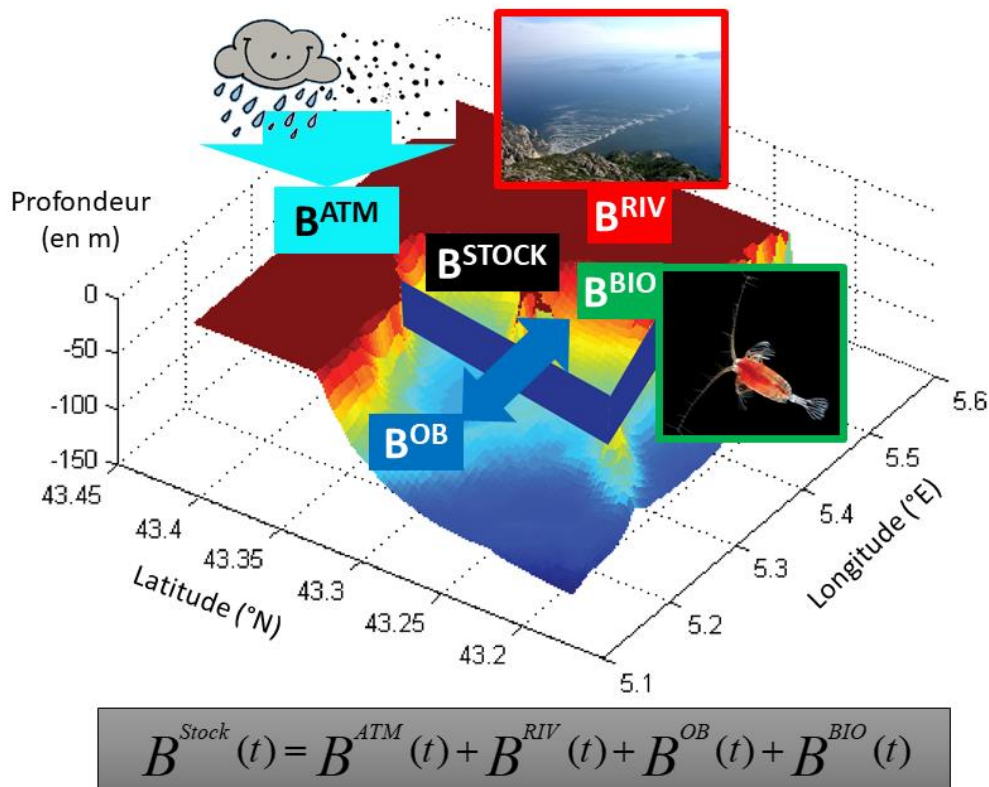 B^ATM
B^RIV
Profondeur
(en m)
B^STOCK
B^BIO
0
-50
-100
-150
B^OB
43.45
43.4
43.35
43.3
43.25
43.2
5.1
5.2
5.3
5.4
5.5
5.6
Latitude (°N)
Longitude (°E)
B^Stock (t) = B^ATM (t) + B^RIV (t) + B^OB (t) + B^BIO (t)